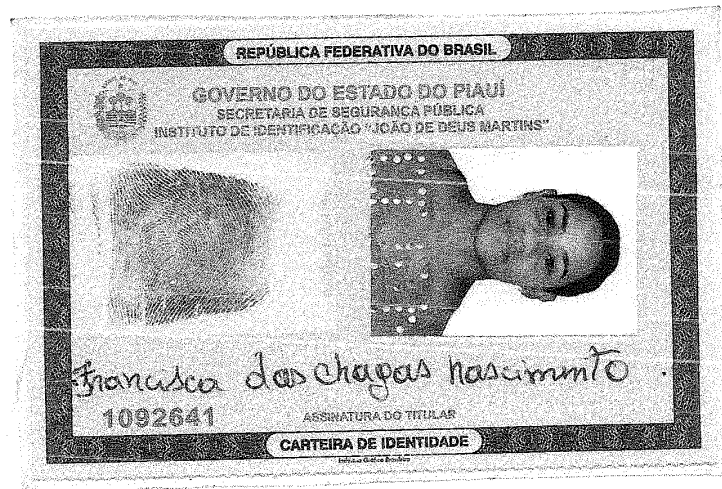 REPÚBLICA FEDERATIVA DO BRASIL
GOVERNO DO ESTADO DO PIAUÍ
SECRETARIA DE SEGURANÇA PÚBLICA
INSTITUTO DE IDENTIFICAÇÃO "JOÃO DE DEUS MARTINS"
Francisca das chagas nascimento
1092641 ASSINATURA DO TITULAR
CARTEIRA DE IDENTIDADE